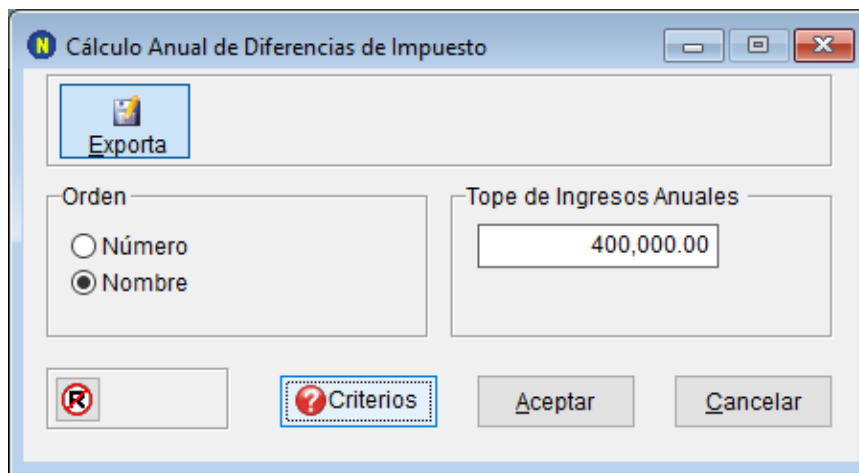 N Cálculo Anual de Diferencias de Impuesto
Exporta
Orden
Número
Nombre
Tope de Ingresos Anuales
400,000.00
R
?Criterios
Aceptar
Cancelar